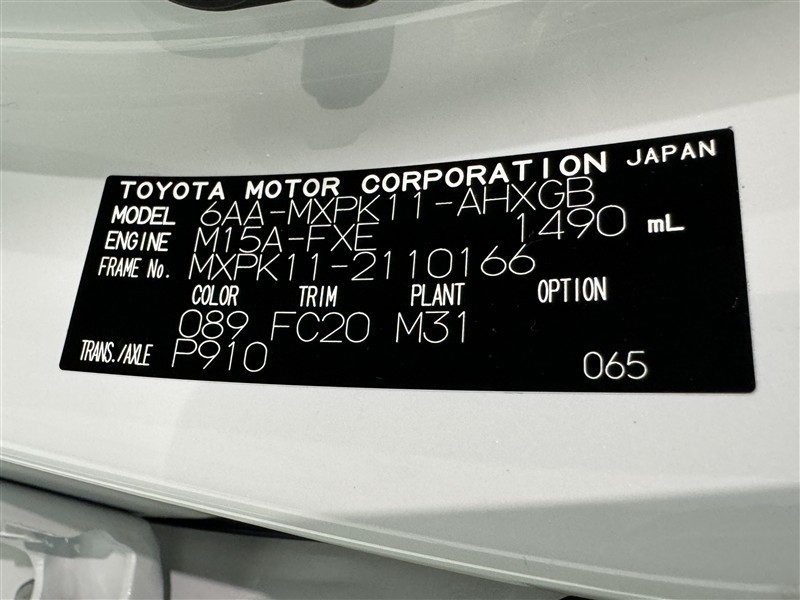 TOYOTA MOTOR CORPORATION JAPAN
MODEL 6AA-MXPK11-AHXGB
ENGINE M15A-FXE 1490 mL
FRAME No. MXPK11-2110166
COLOR TRIM PLANT OPTION
089 FC20 M31
TRANS./AXLE P910 065